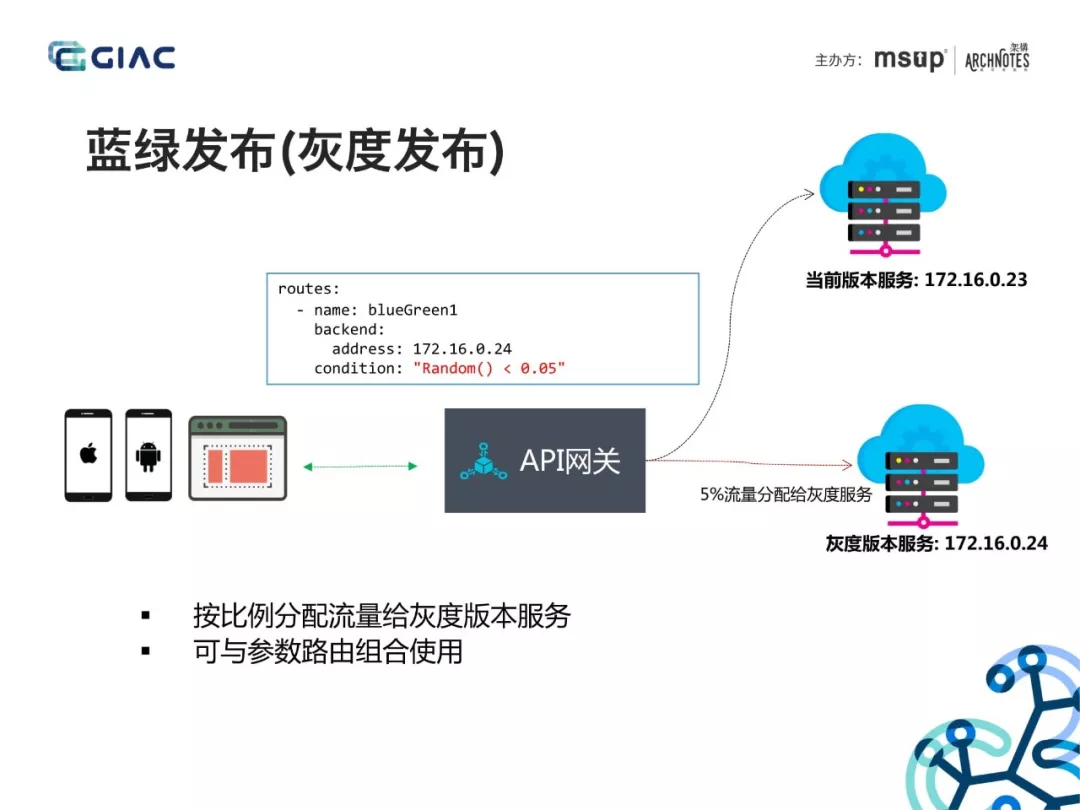 GIAC
主办方: msup ARCHNOTES 架構
蓝绿发布(灰度发布)
当前版本服务: 172.16.0.23
routes:
- name: blueGreen1
backend:
address: 172.16.0.24
condition: "Random() < 0.05"
API网关
5%流量分配给灰度服务
灰度版本服务: 172.16.0.24
▪ 按比例分配流量给灰度版本服务
▪ 可与参数路由组合使用